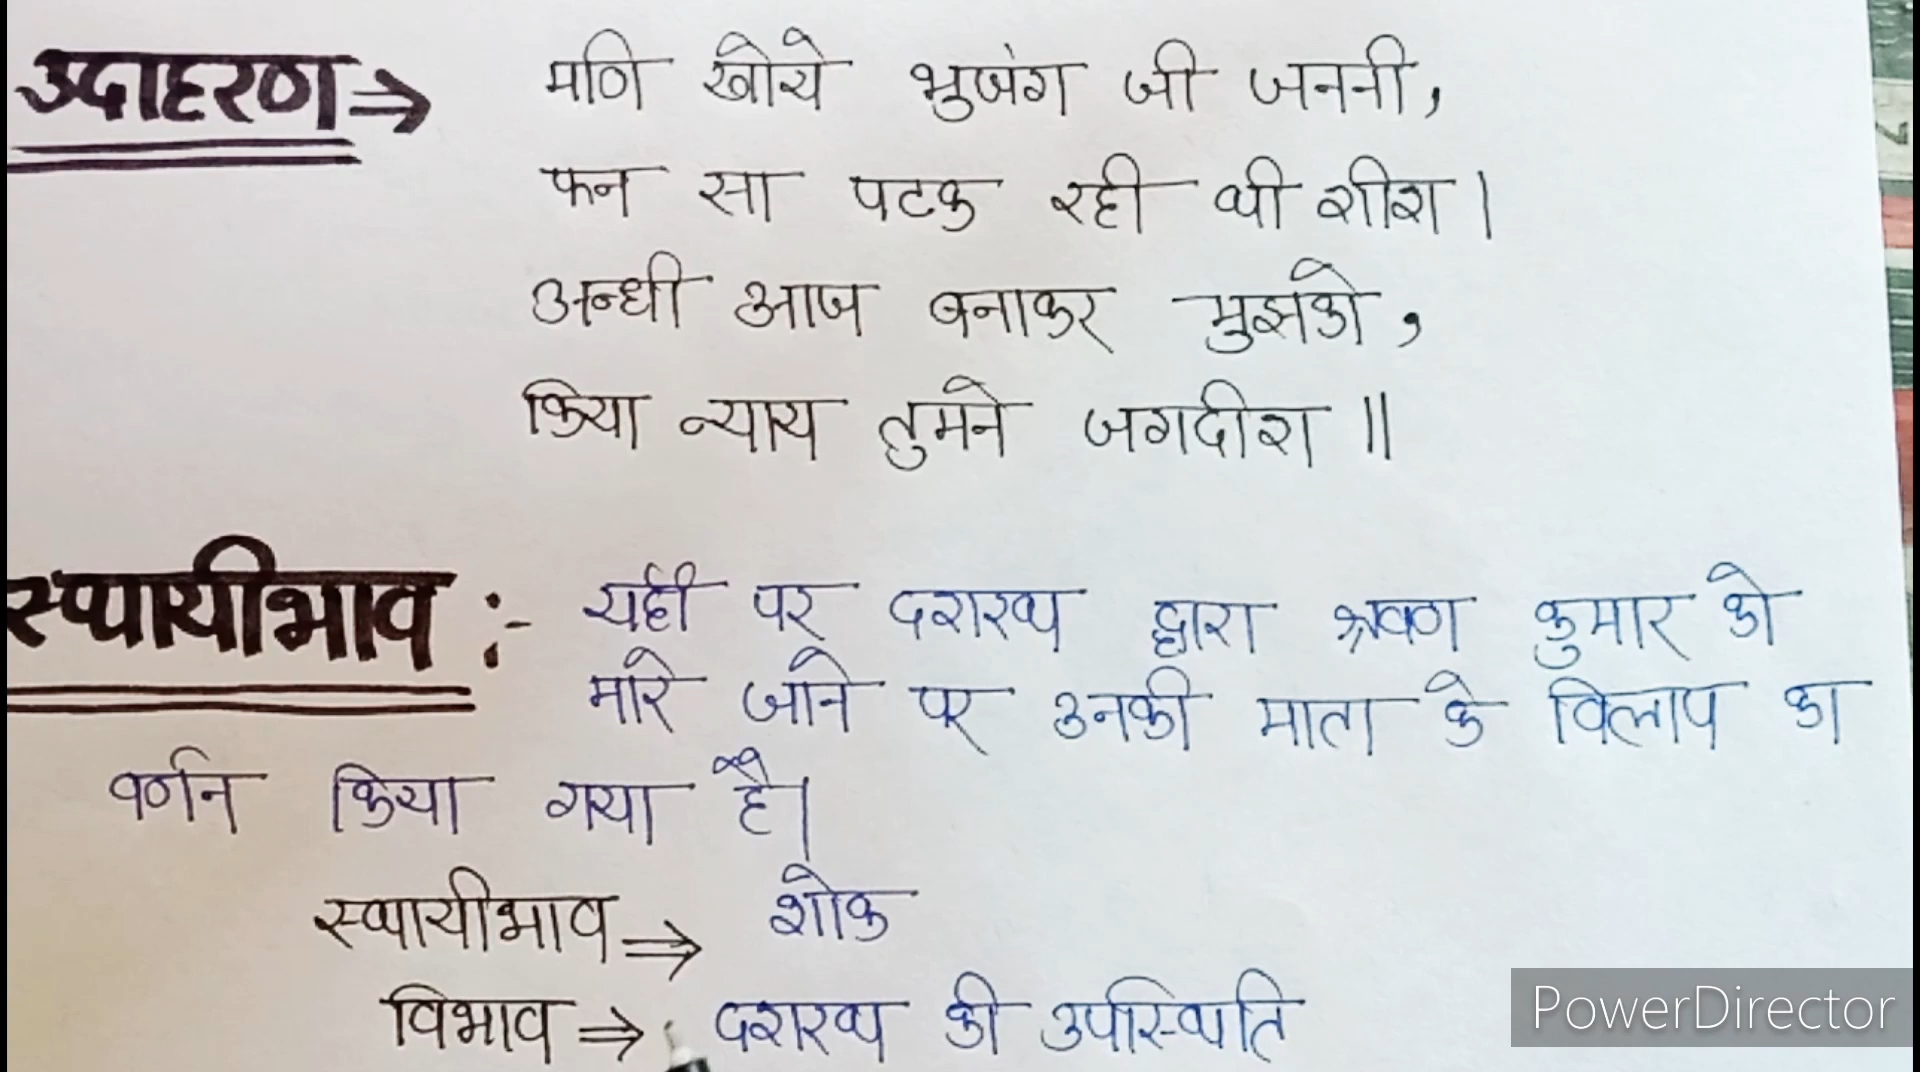 उदाहरण ⇒ मणि खोये भुजंग जी जननी,
फन सा पटक रही थी शीश।
अन्धी आज बनाकर मुझको,
किया न्याय तुमने जगदीश॥
स्थायीभाव :- यहाँ पर दशरथ द्वारा श्रवण कुमार को
मारे जाने पर उनकी माता के विलाप का
वर्णन किया गया है।
स्थायीभाव ⇒ शोक
विभाव ⇒ दशरथ की उपस्थिति
PowerDirector